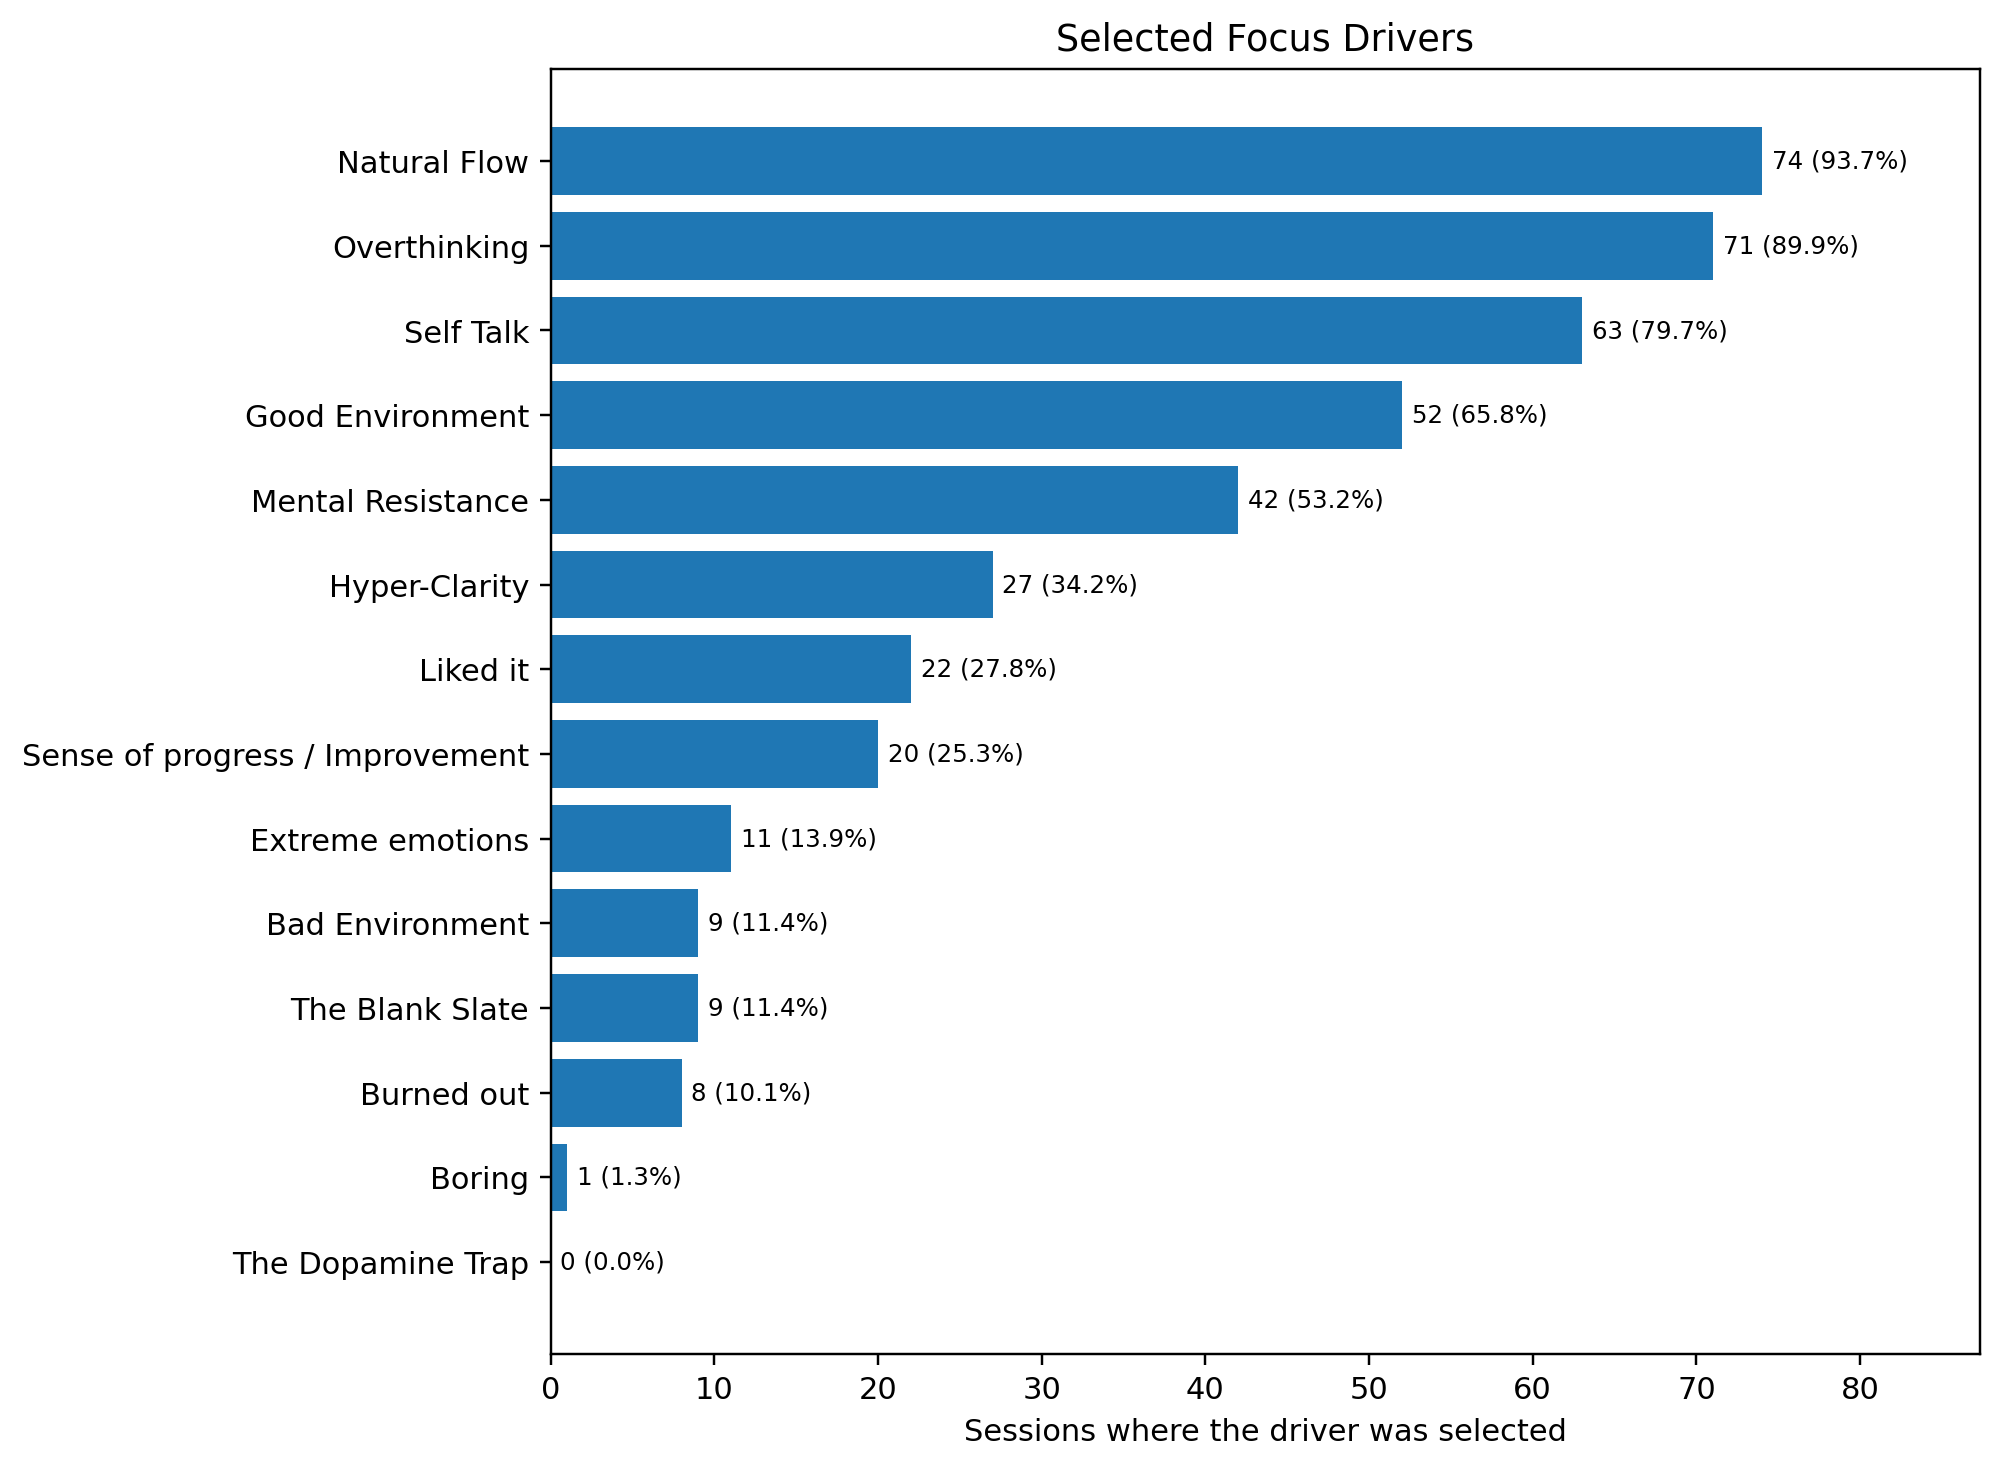 Selected Focus Drivers
Natural Flow 74 (93.7%)
Overthinking 71 (89.9%)
Self Talk 63 (79.7%)
Good Environment 52 (65.8%)
Mental Resistance 42 (53.2%)
Hyper-Clarity 27 (34.2%)
Liked it 22 (27.8%)
Sense of progress / Improvement 20 (25.3%)
Extreme emotions 11 (13.9%)
Bad Environment 9 (11.4%)
The Blank Slate 9 (11.4%)
Burned out 8 (10.1%)
Boring 1 (1.3%)
The Dopamine Trap 0 (0.0%)
0 10 20 30 40 50 60 70 80
Sessions where the driver was selected